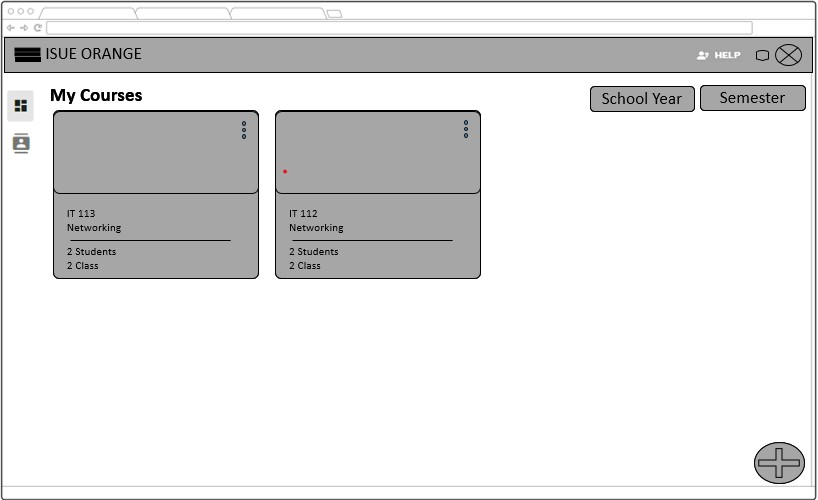 ISUE ORANGE
HELP
My Courses
School Year
Semester
IT 113
Networking
2 Students
2 Class
IT 112
Networking
2 Students
2 Class